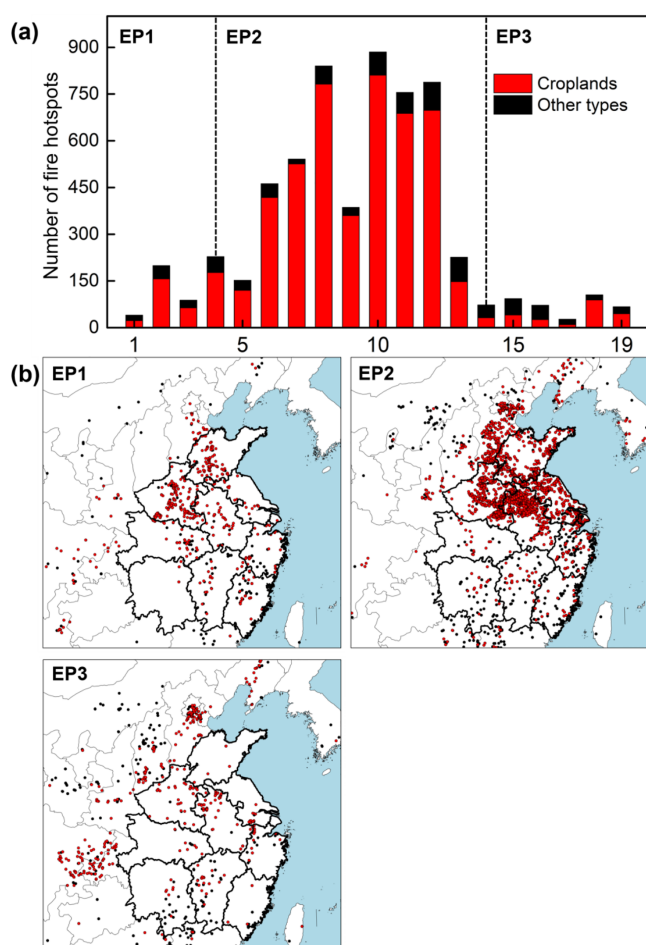 (a)
EP1
EP2
EP3
Number of fire hotspots
900
750
600
450
300
150
0
Croplands
Other types
1
5
10
15
19
(b)
EP1
EP2
EP3